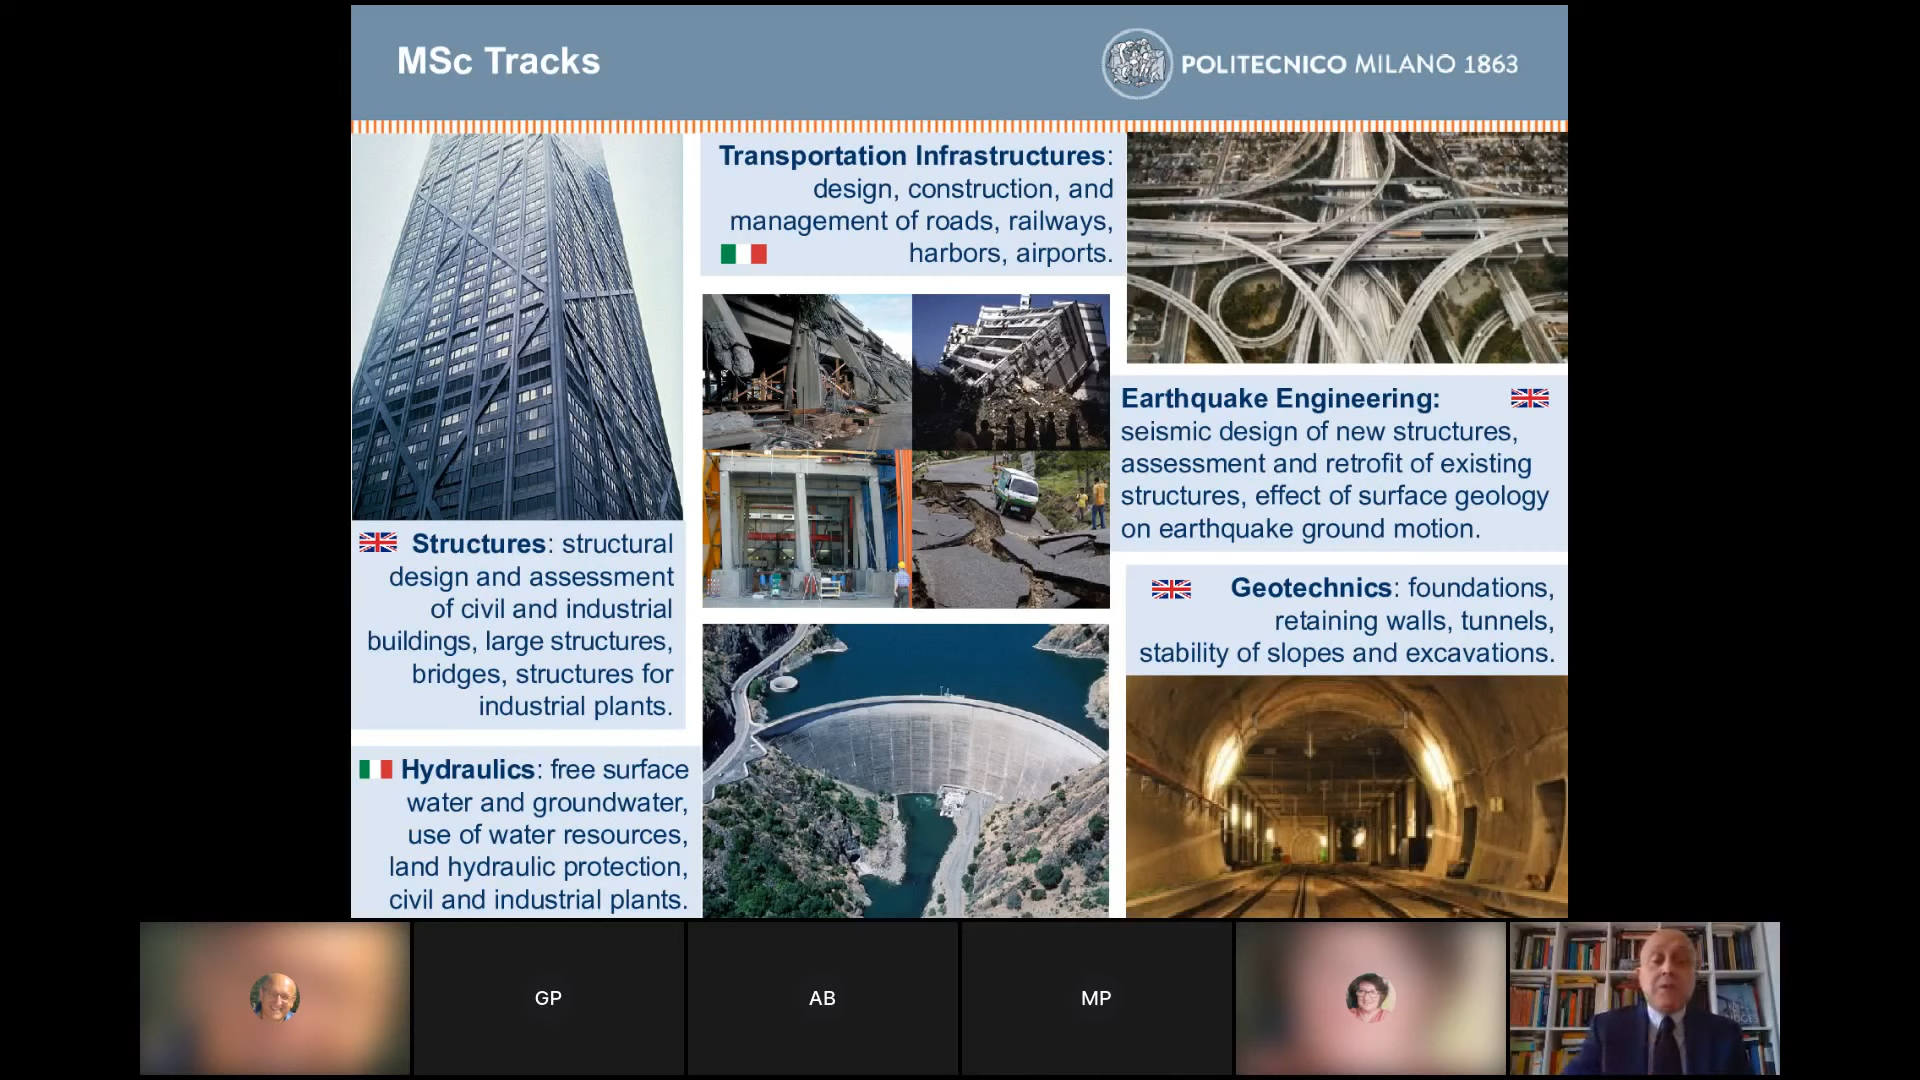 MSc Tracks
POLITECNICO MILANO 1863
Transportation Infrastructures:
design, construction, and
management of roads, railways,
harbors, airports.
Earthquake Engineering:
seismic design of new structures,
assessment and retrofit of existing
structures, effect of surface geology
on earthquake ground motion.
Structures: structural
design and assessment
of civil and industrial
buildings, large structures,
bridges, structures for
industrial plants.
Geotechnics: foundations,
retaining walls, tunnels,
stability of slopes and excavations.
Hydraulics: free surface
water and groundwater,
use of water resources,
land hydraulic protection,
civil and industrial plants.
GP
AB
MP